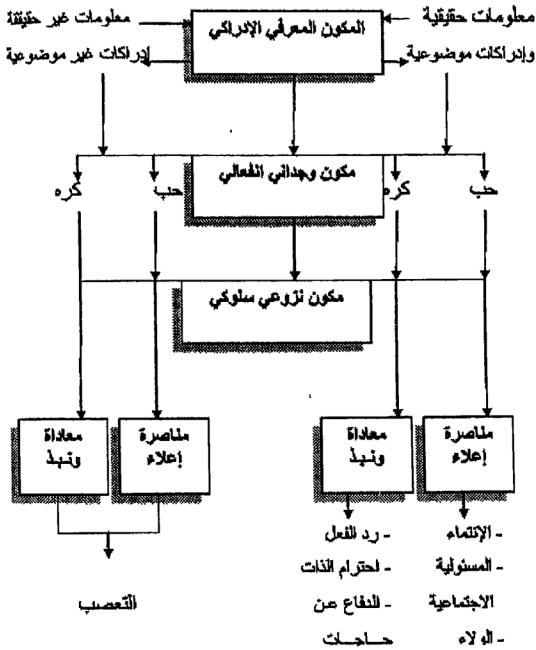 معلومات حقيقية
المكون المعرفي الإدراكي
معلومات غير حقيقة
وإدراكات موضوعية
إدراكات غير موضوعية
مكون وجداني انفعالي
حب
كره
حب
كره
مكون نزوعي سلوكي
مناصرة
إعلاء
معاداة
ونبذ
مناصرة
إعلاء
معاداة
ونبذ
- الإنتماء
- المسئولية
الاجتماعية
- الولاء
- رد الفعل
- احترام الذات
- الدفاع عن
حاجات
التعصب